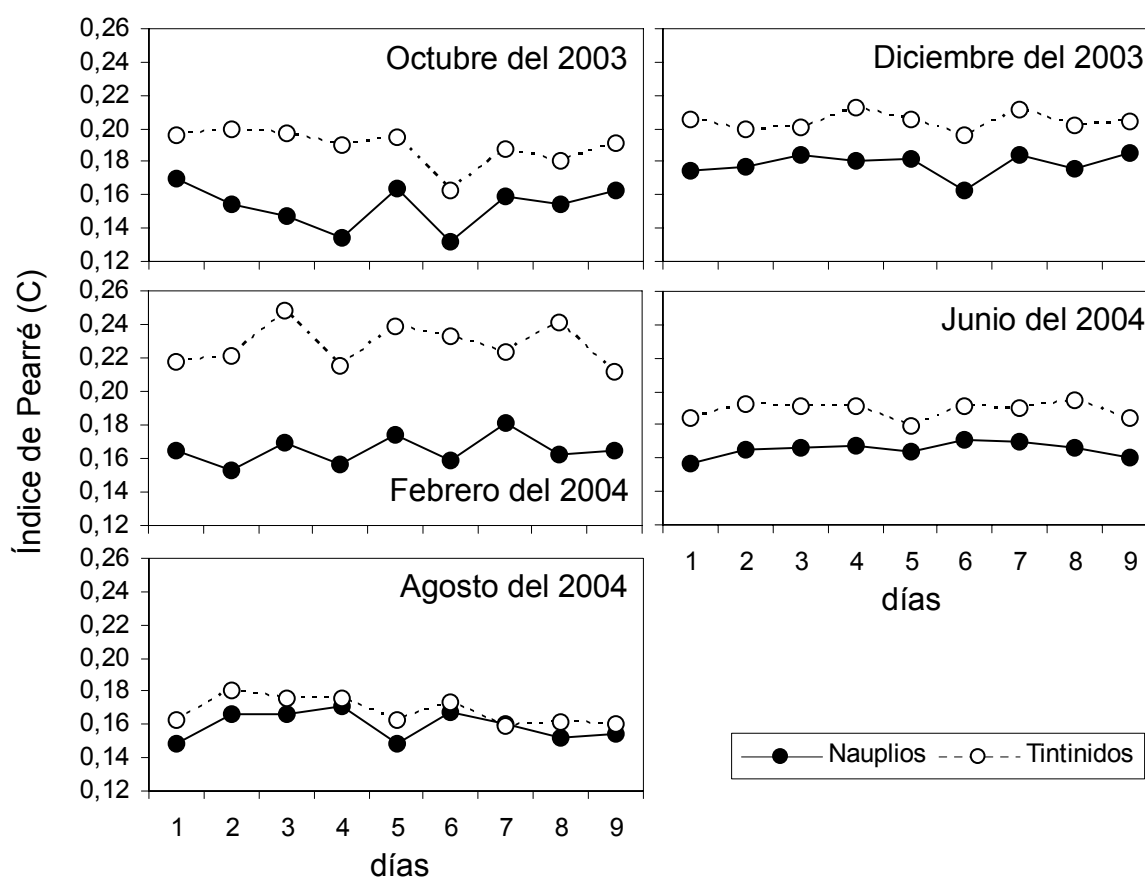 Índice de Pearré (C)
Octubre del 2003
0,26
0,24
0,22
0,20
0,18
0,16
0,14
0,12
Diciembre del 2003
Febrero del 2004
0,26
0,24
0,22
0,20
0,18
0,16
0,14
0,12
Junio del 2004
1 2 3 4 5 6 7 8 9
días
Agosto del 2004
0,26
0,24
0,22
0,20
0,18
0,16
0,14
0,12
1 2 3 4 5 6 7 8 9
días
Nauplios Tintinidos